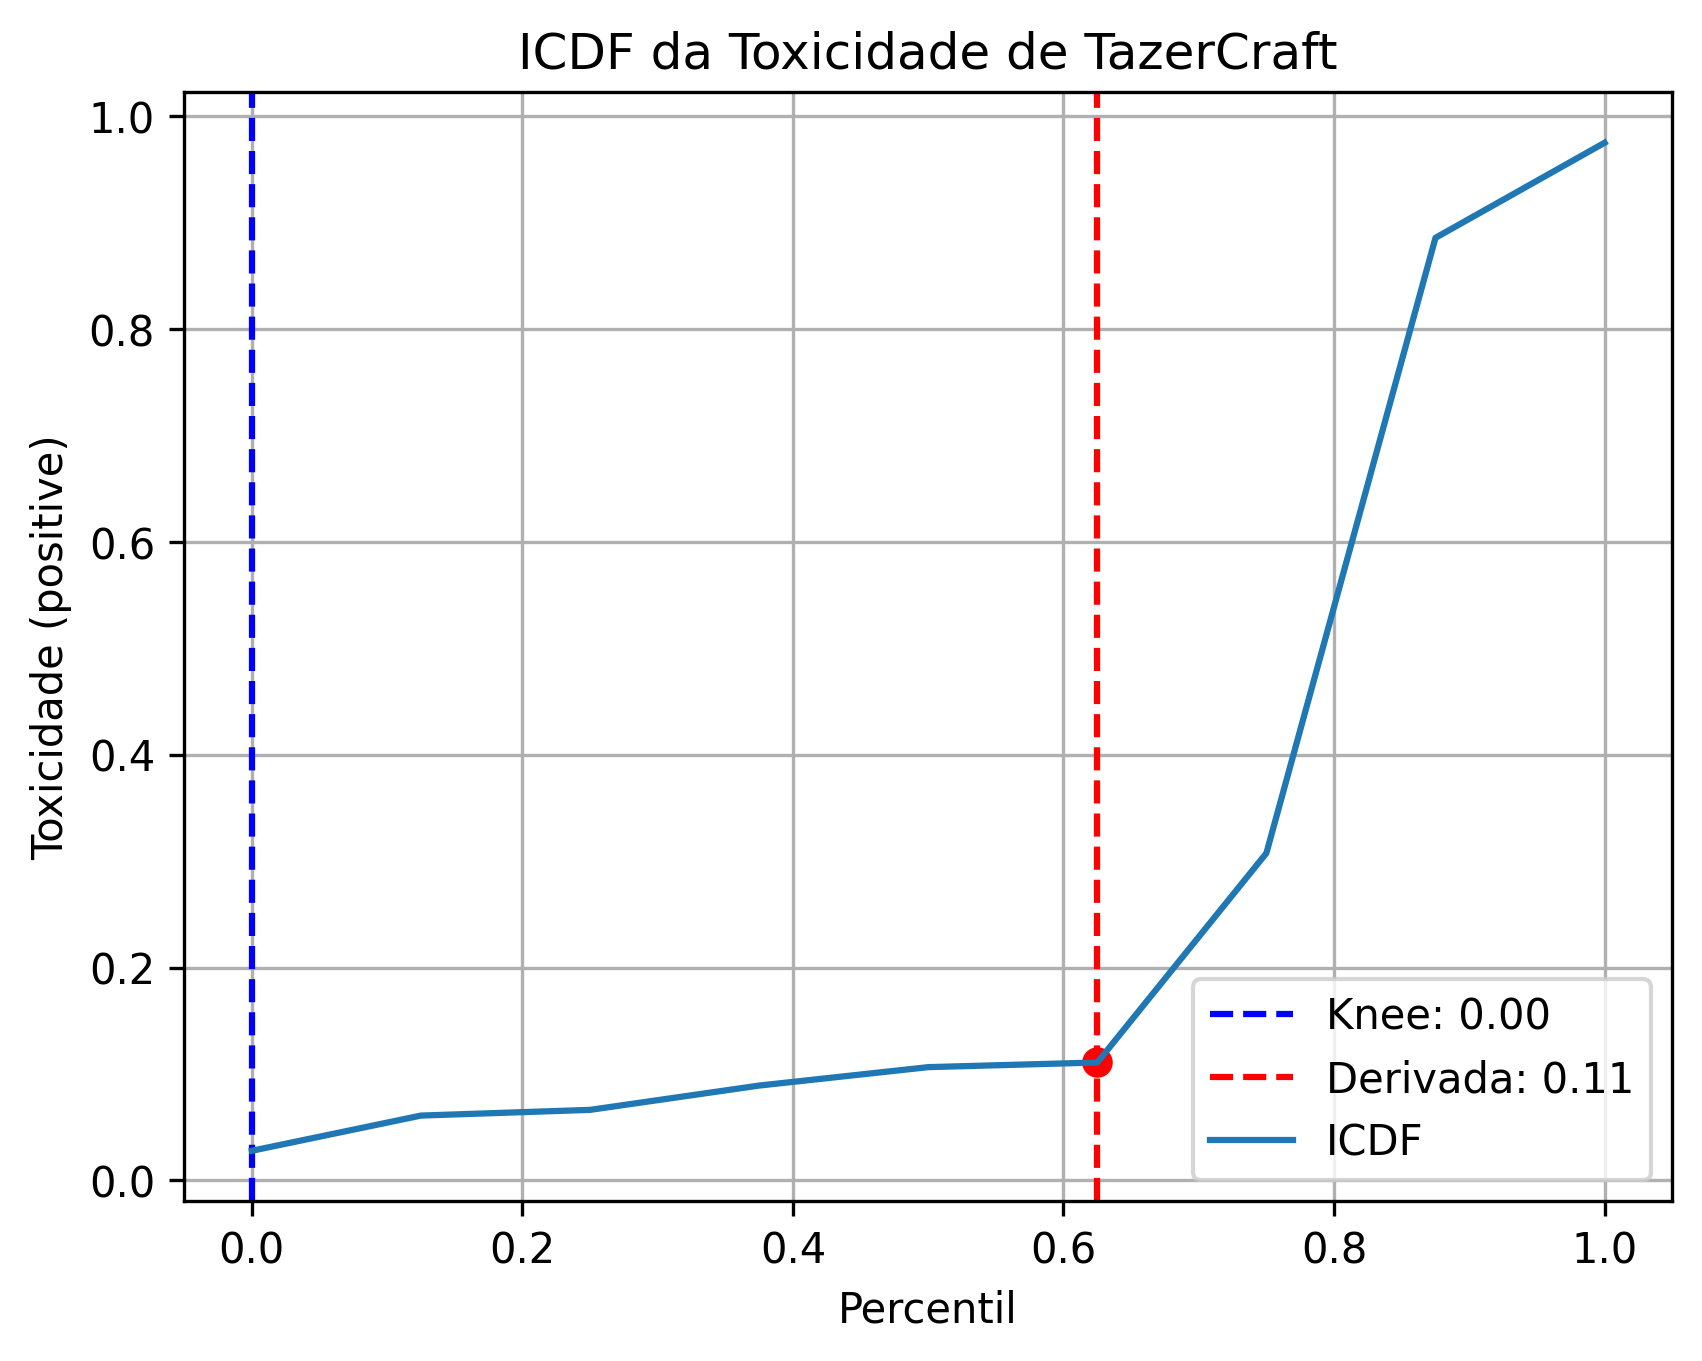 ICDF da Toxicidade de TazerCraft
Toxicidade (positive)
1.0
0.8
0.6
0.4
0.2
0.0
Knee: 0.00
Derivada: 0.11
ICDF
0.0 0.2 0.4 0.6 0.8 1.0
Percentil